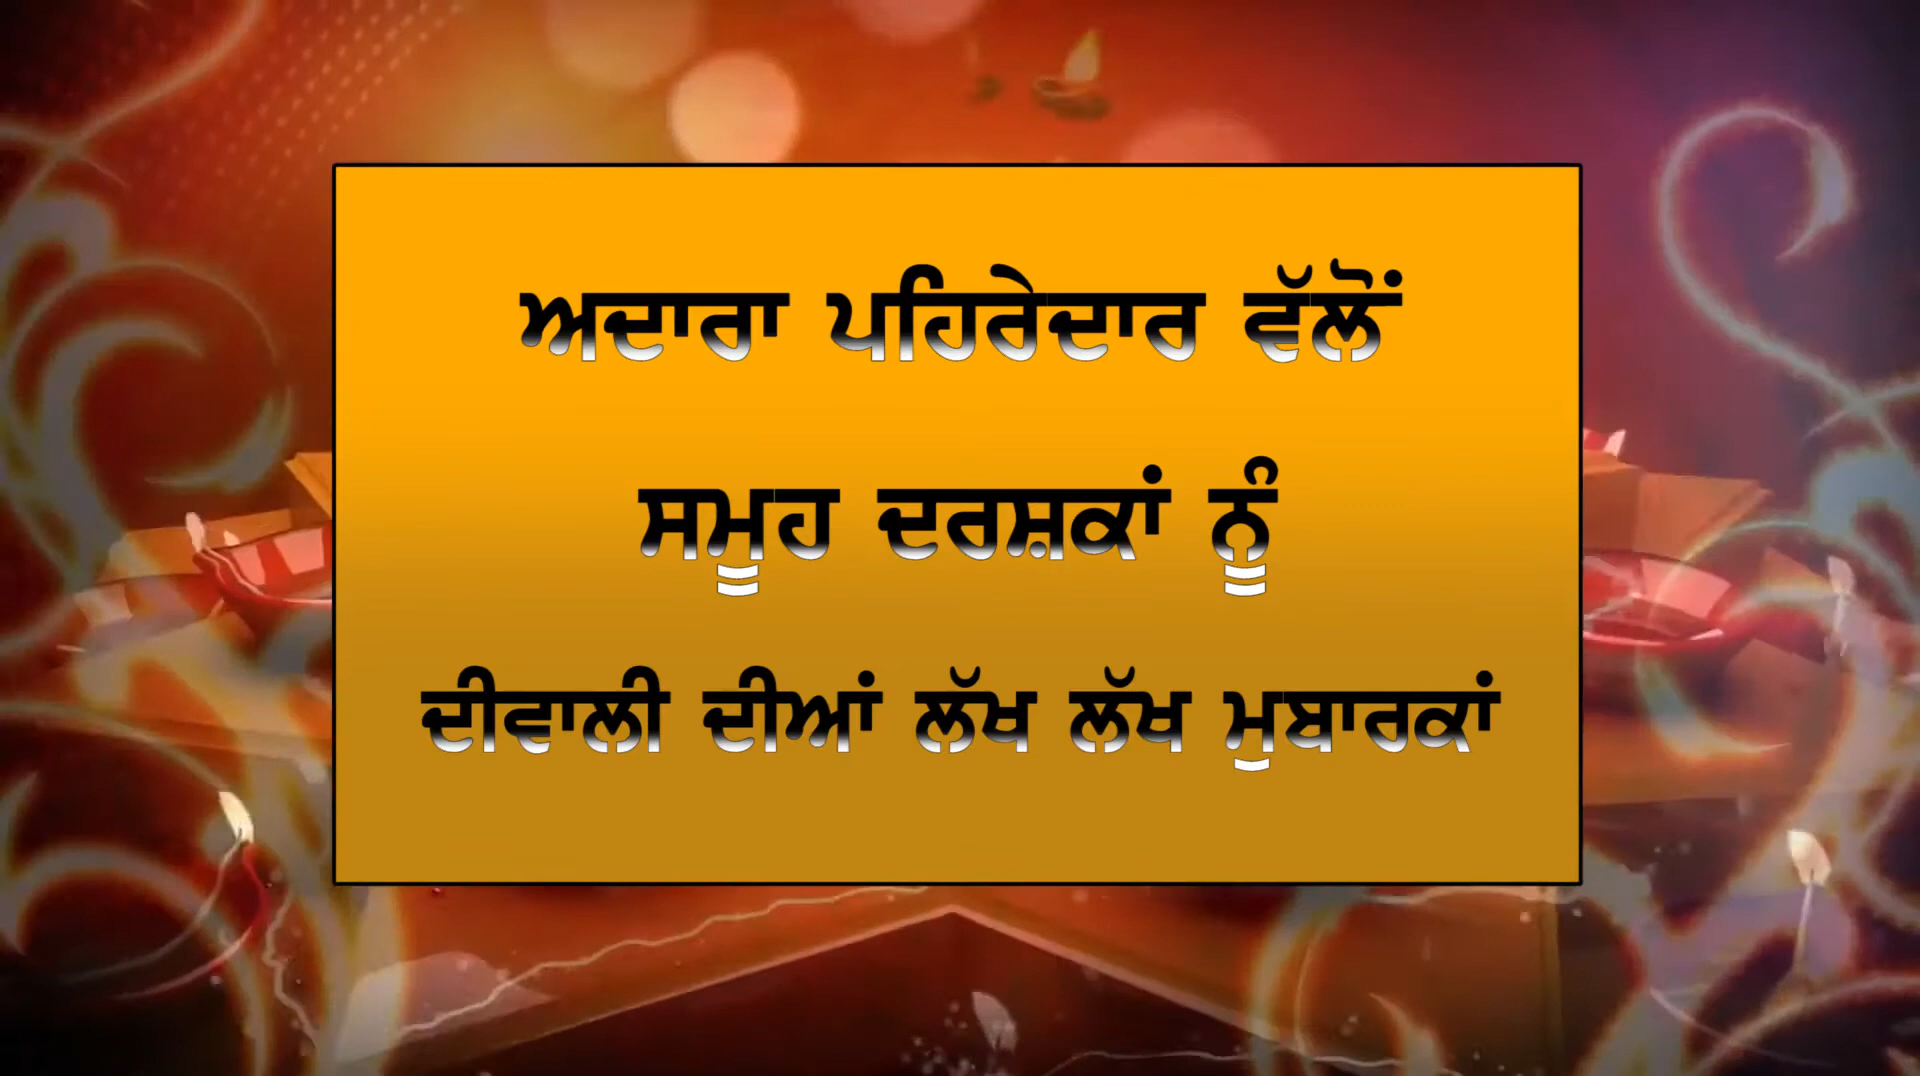 ਅਦਾਰਾ ਪਹਿਰੇਦਾਰ ਵੱਲੋਂ
ਸਮੂਹ ਦਰਸ਼ਕਾਂ ਨੂੰ
ਦੀਵਾਲੀ ਦੀਆਂ ਲੱਖ ਲੱਖ ਮੁਬਾਰਕਾਂ